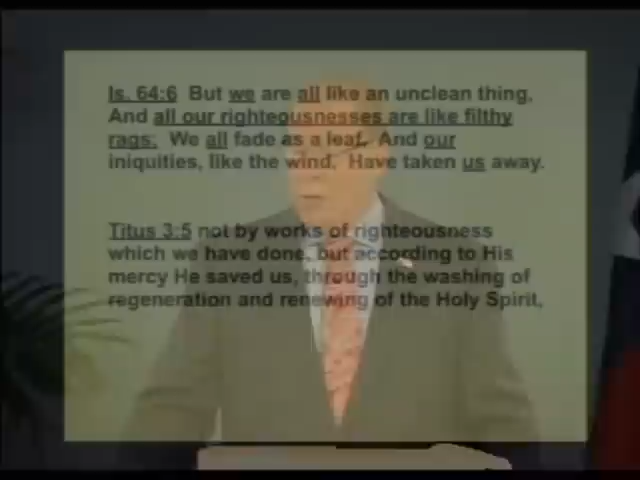 Is. 64:6 But we are all like an unclean thing,
And all our righteousnesses are like filthy
rags; We all fade as a leaf, And our
iniquities, like the wind, Have taken us away.
Titus 3:5 not by works of righteousness
which we have done, but according to His
mercy He saved us, through the washing of
regeneration and renewing of the Holy Spirit,